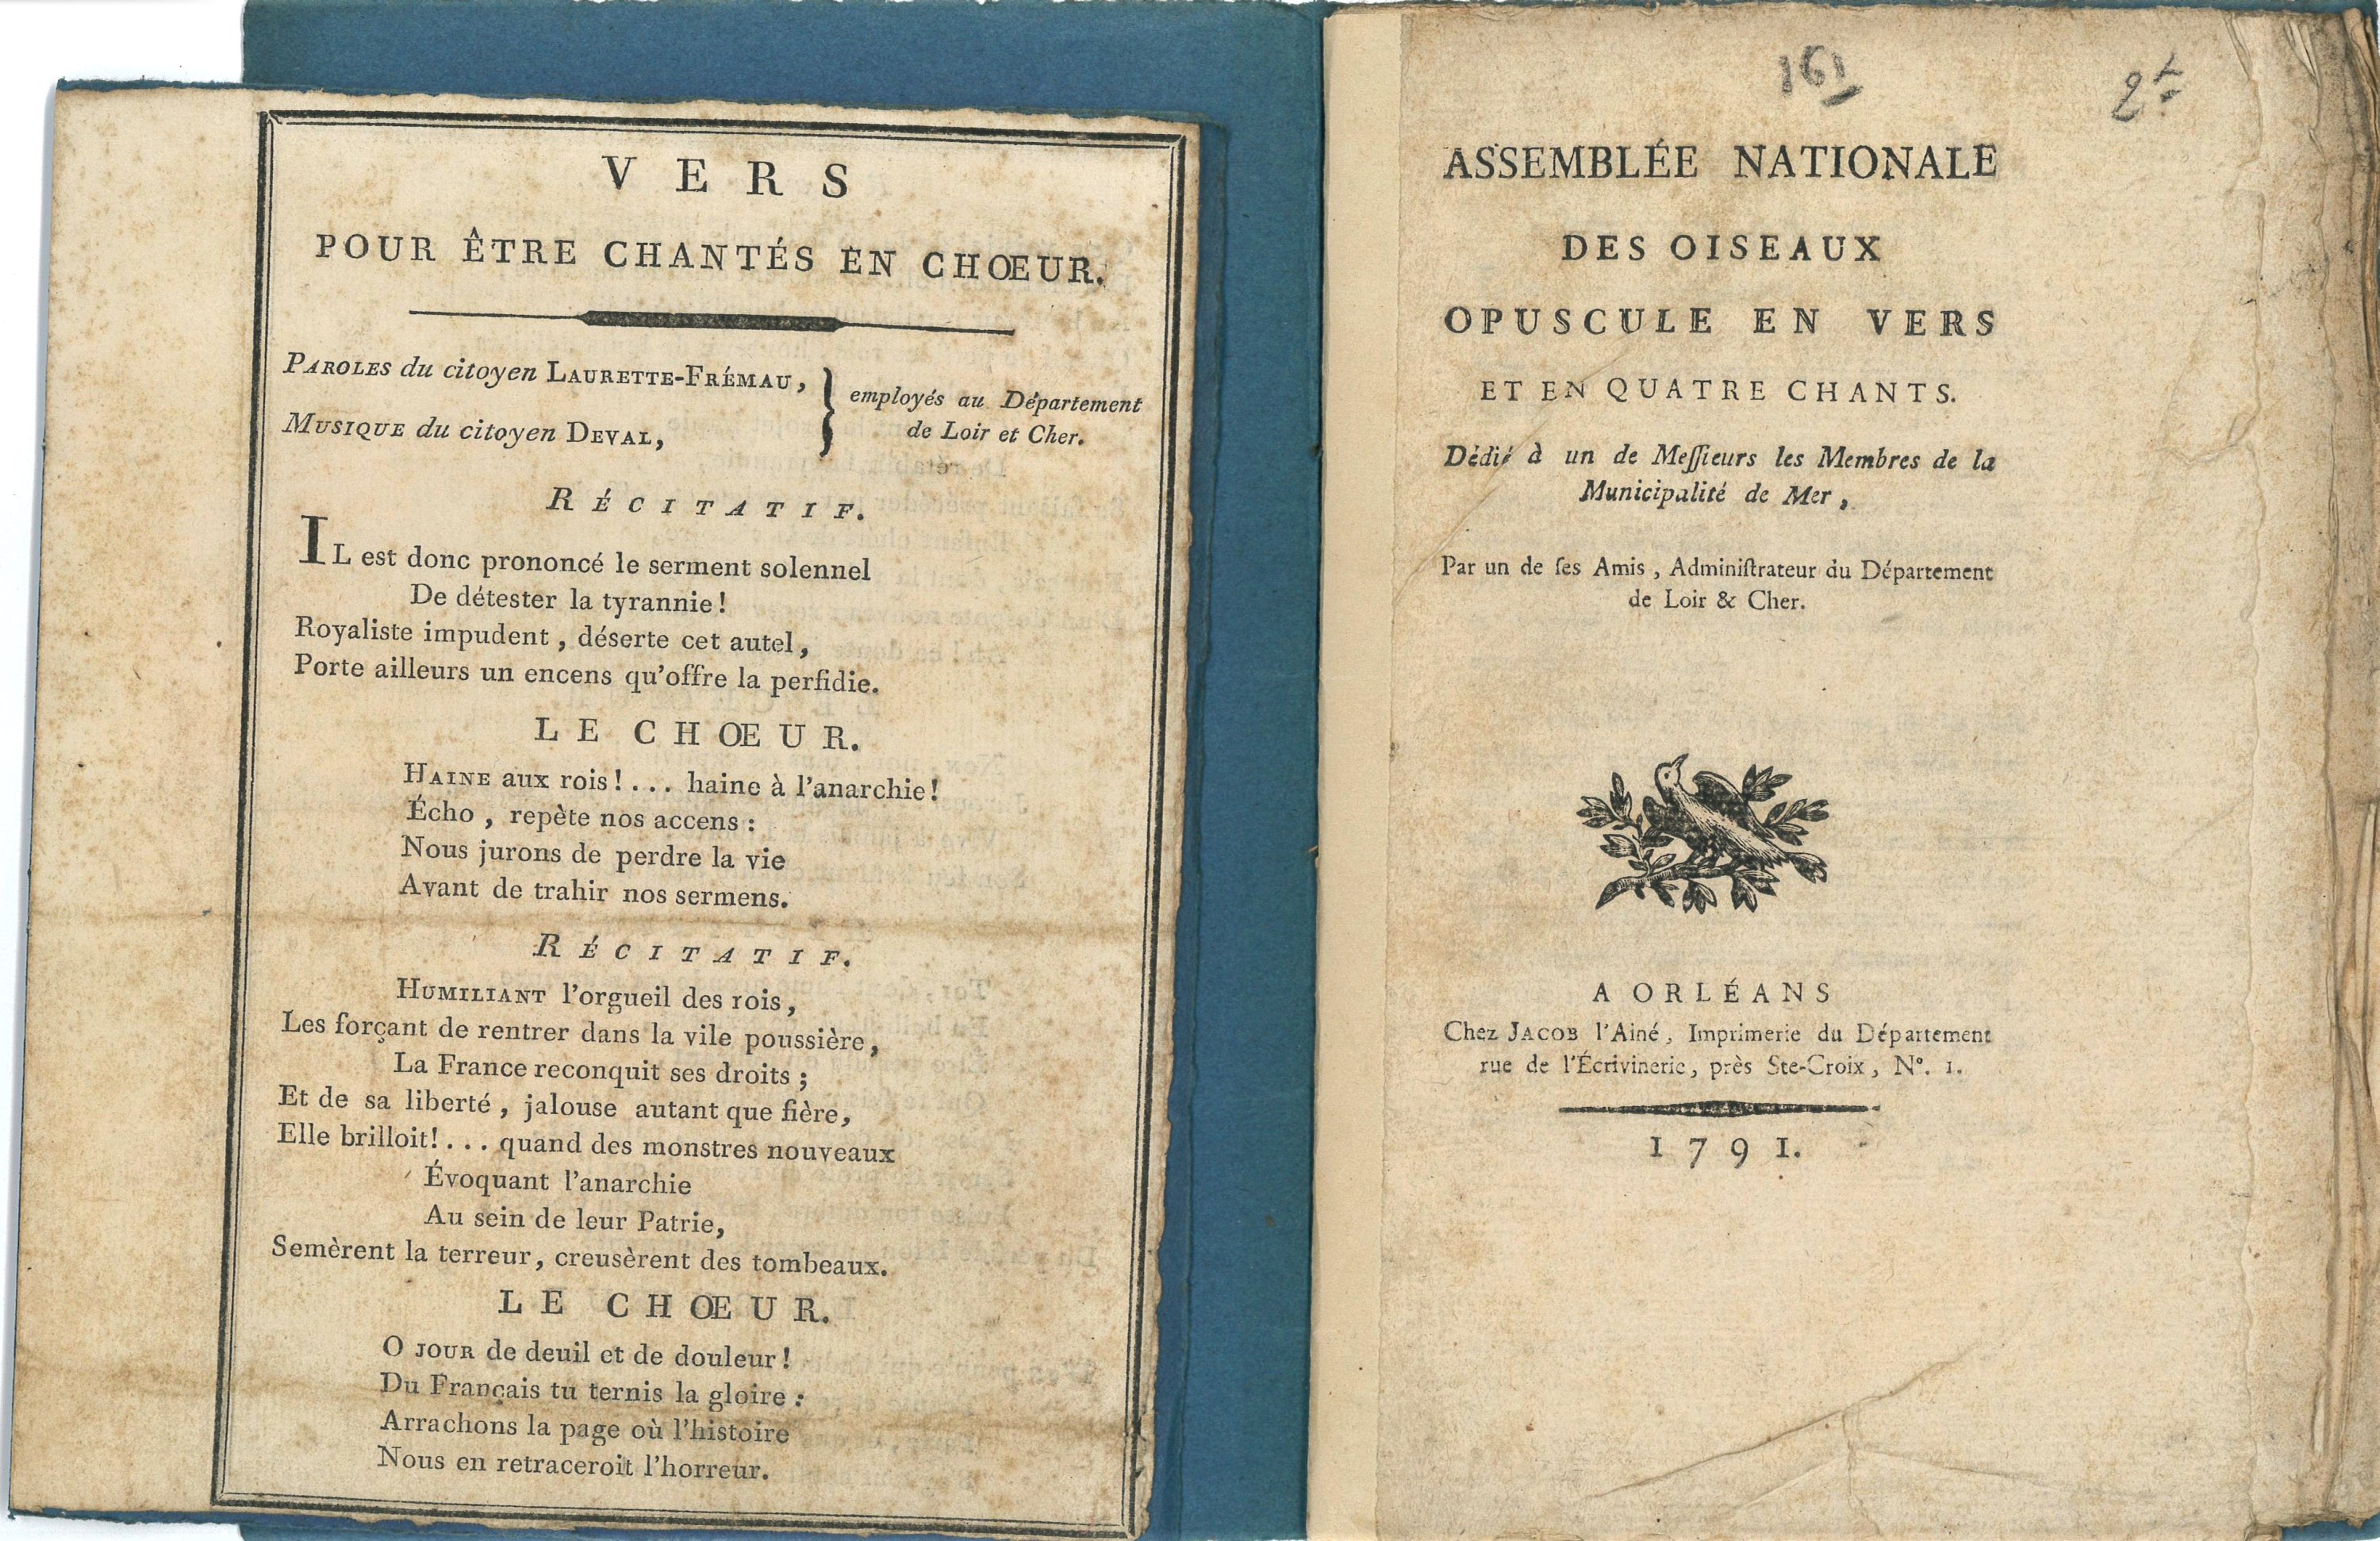 VERS
POUR ÊTRE CHANTÉS EN CHŒUR.
PAROLES du citoyen LAURETTE-FRÉMAU,
MUSIQUE du citoyen DEVAL,
employés au Département
de Loir et Cher.
RÉCITATIF.
IL est donc prononcé le serment solennel
De détester la tyrannie !
Royaliste impudent , déserte cet autel ,
Porte ailleurs un encens qu'offre la perfidie.
LE CHŒUR.
HAINE aux rois !... haine à l'anarchie !
Écho , repète nos accens :
Nous jurons de perdre la vie
Avant de trahir nos sermens.
RÉCITATIF.
HUMILIANT l'orgueil des rois ,
Les forçant de rentrer dans la vile poussière ,
La France reconquit ses droits ;
Et de sa liberté , jalouse autant que fière,
Elle brilloit !... quand des monstres nouveaux
Évoquant l'anarchie
Au sein de leur Patrie,
Semèrent la terreur, creusèrent des tombeaux.
LE CHŒUR.
O JOUR de deuil et de douleur !
Du Français tu ternis la gloire :
Arrachons la page où l'histoire
Nous en retraceroit l'horreur.
161
ASSEMBLÉE NATIONALE
DES OISEAUX
OPUSCULE EN VERS
ET EN QUATRE CHANTS.
Dédié à un de Meſſieurs les Membres de la
Municipalité de Mer ,
Par un de ſes Amis , Adminiſtrateur du Département
de Loir & Cher.
A ORLÉANS
Chez JACOB l'Ainé, Imprimerie du Département
rue de l'Écrivinerie, près Ste-Croix, N°. 1.
1791.